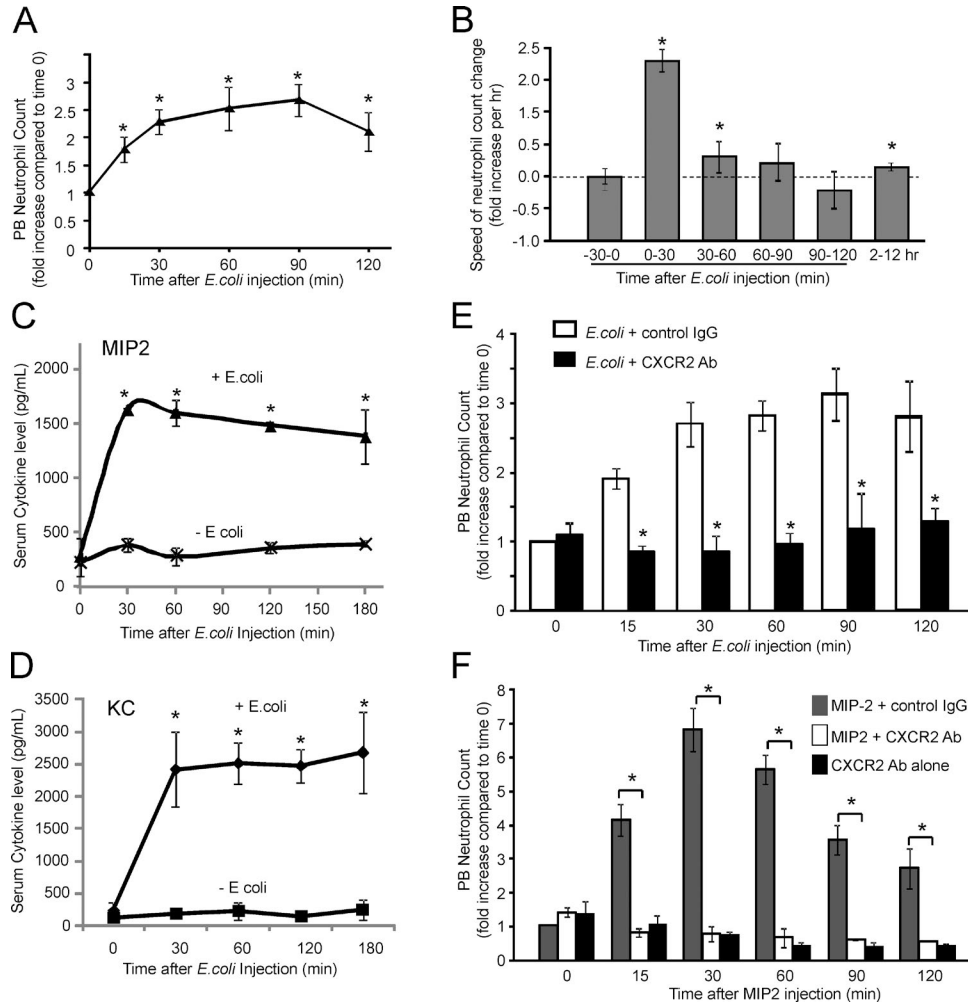 A
PB Neutrophil Count
(fold increase compared to time 0)
3
2.5
2
1.5
1
0.5
0
* * * * *
0 30 60 90 120
Time after E.coli injection (min)
B
Speed of neutrophil count change
(fold increase per hr)
2.5
2.0
1.5
1.0
0.5
0.0
-0.5
-1.0
* * *
-30-0 0-30 30-60 60-90 90-120 2-12 hr
Time after E.coli injection (min)
C
MIP2
Serum Cytokine level (pg/mL)
2000
1500
1000
500
0
+ E.coli
* * * *
- E coli
0 30 60 90 120 150 180
Time after E.coli Injection (min)
D
KC
Serum Cytokine level (pg/mL)
3500
3000
2500
2000
1500
1000
500
0
+ E.coli
* * * *
- E coli
0 30 60 120 180
Time after E.coli Injection (min)
E
E.coli + control IgG
E.coli + CXCR2 Ab
PB Neutrophil Count
(fold increase compared to time 0)
4
3
2
1
0
* * * * *
0 15 30 60 90 120
Time after E.coli injection (min)
F
MIP-2 + control IgG
MIP2 + CXCR2 Ab
CXCR2 Ab alone
PB Neutrophil Count
(fold increase compared to time 0)
8
7
6
5
4
3
2
1
0
* * * * *
0 15 30 60 90 120
Time after MIP2 injection (min)